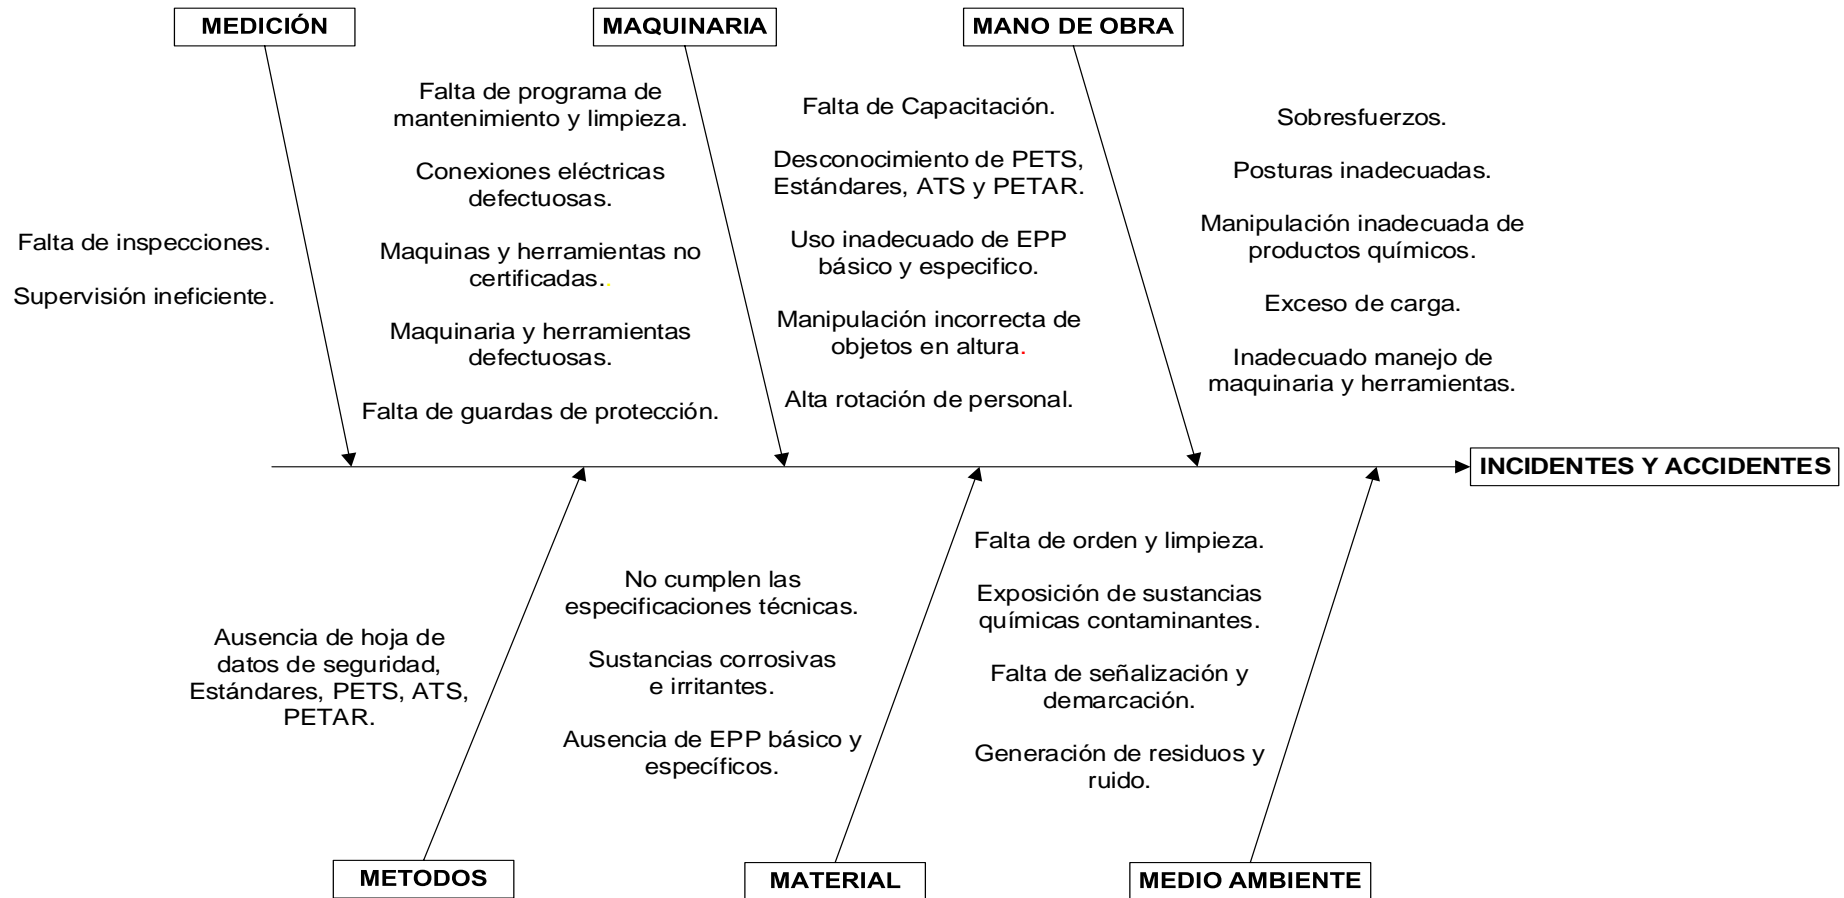 MEDICIÓN
MAQUINARIA
MANO DE OBRA
Falta de inspecciones.
Supervisión ineficiente.
Falta de programa de
mantenimiento y limpieza.
Conexiones eléctricas
defectuosas.
Maquinas y herramientas no
certificadas..
Maquinaria y herramientas
defectuosas.
Falta de guardas de protección.
Falta de Capacitación.
Desconocimiento de PETS,
Estándares, ATS y PETAR.
Uso inadecuado de EPP
básico y especifico.
Manipulación incorrecta de
objetos en altura.
Alta rotación de personal.
Sobresfuerzos.
Posturas inadecuadas.
Manipulación inadecuada de
productos químicos.
Exceso de carga.
Inadecuado manejo de
maquinaria y herramientas.
INCIDENTES Y ACCIDENTES
Ausencia de hoja de
datos de seguridad,
Estándares, PETS, ATS,
PETAR.
No cumplen las
especificaciones técnicas.
Sustancias corrosivas
e irritantes.
Ausencia de EPP básico y
específicos.
Falta de orden y limpieza.
Exposición de sustancias
químicas contaminantes.
Falta de señalización y
demarcación.
Generación de residuos y
ruido.
METODOS
MATERIAL
MEDIO AMBIENTE